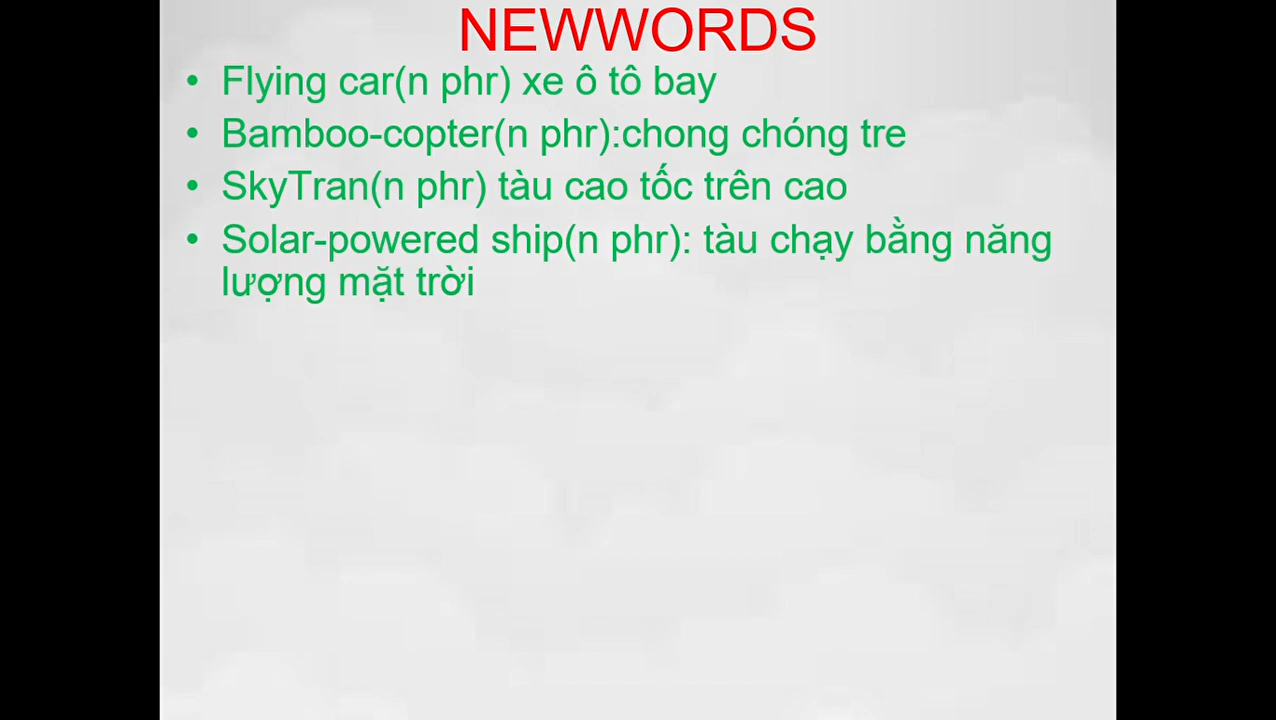 NEWWORDS
• Flying car(n phr) xe ô tô bay
• Bamboo-copter(n phr):chong chóng tre
• SkyTran(n phr) tàu cao tốc trên cao
• Solar-powered ship(n phr): tàu chạy bằng năng
lượng mặt trời